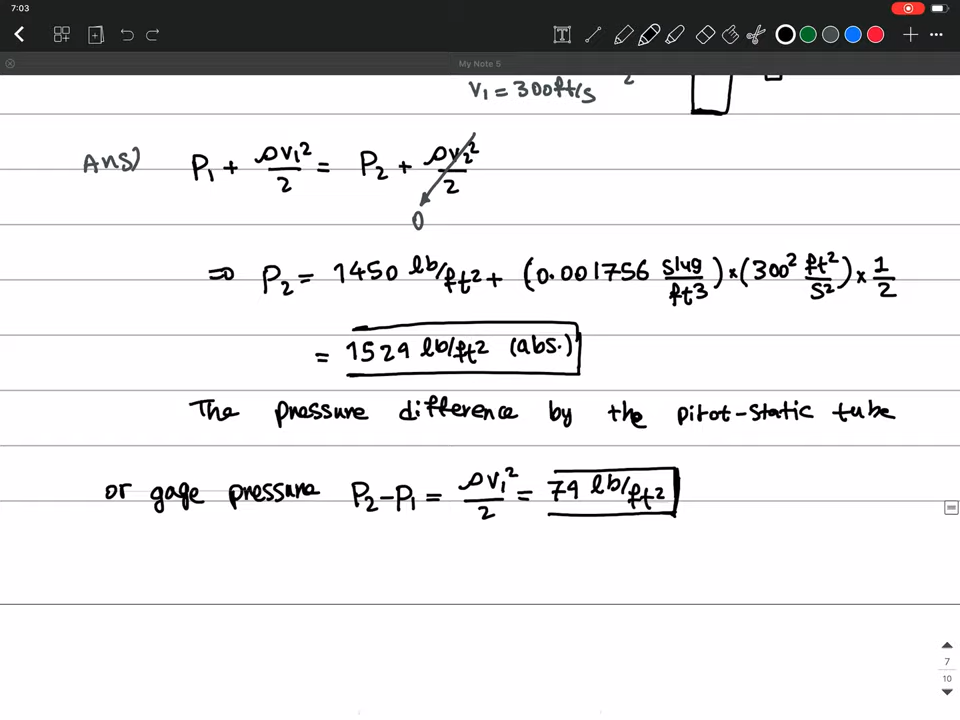 7:03
My Note 5
V₁ = 300ft/s
Ans) P₁ + ρv₁²/2 = P₂ + ρv₂²/2
0
⇒ P₂ = 1450 lb/ft² + (0.001756 slug/ft3) × (300² ft²/s²) × 1/2
= 1529 lb/ft² (abs.)
The pressure difference by the pitot-static tube
or gage pressure P₂-P₁ = ρv₁²/2 = 79 lb/ft²
7
10